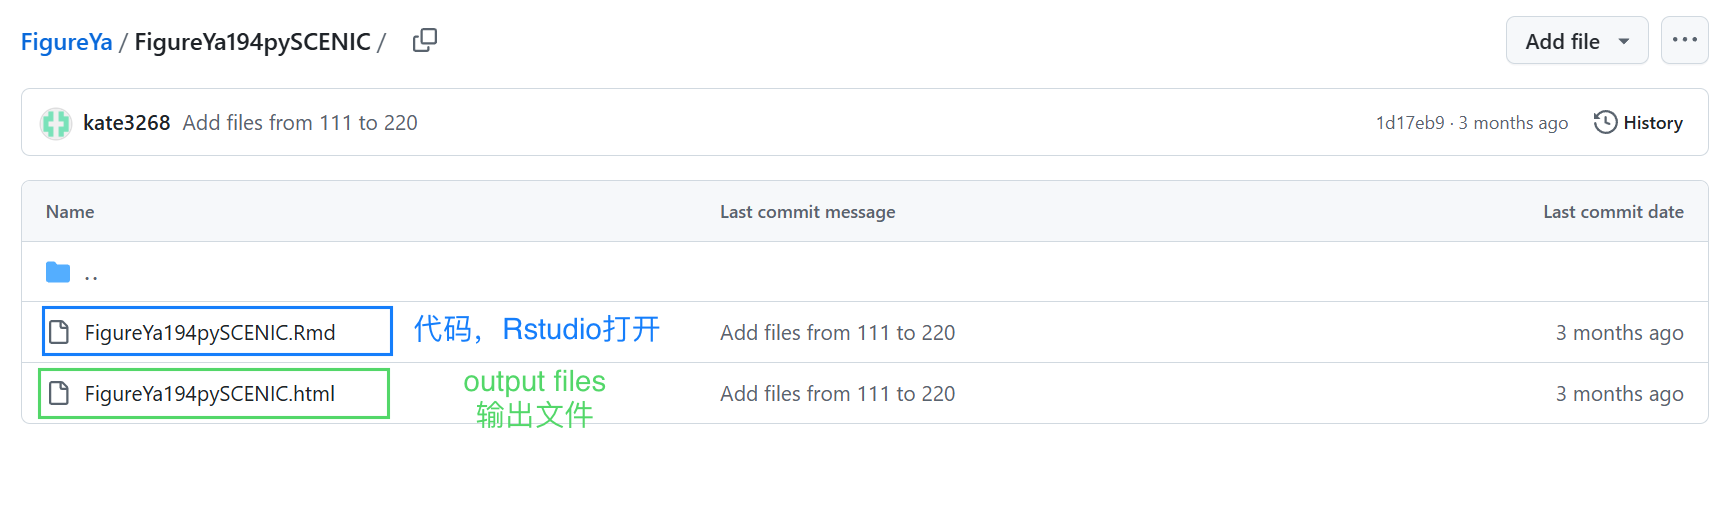 FigureYa / FigureYa194pySCENIC /
Add file
kate3268 Add files from 111 to 220
1d17eb9 · 3 months ago
History
Name
Last commit message
Last commit date
..
FigureYa194pySCENIC.Rmd
代码，Rstudio打开
Add files from 111 to 220
3 months ago
FigureYa194pySCENIC.html
output files
输出文件
Add files from 111 to 220
3 months ago